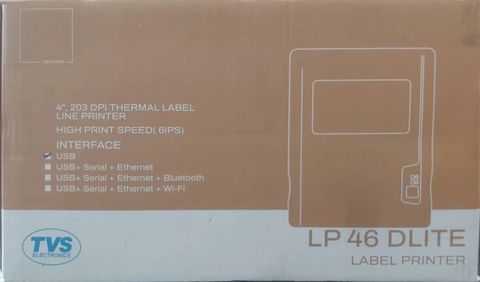 4", 203 DPI THERMAL LABEL
LINE PRINTER
HIGH PRINT SPEED( 6IPS)
INTERFACE
USB
USB+ Serial + Ethernet
USB+ Serial + Ethernet + Bluetooth
USB+ Serial + Ethernet + Wi-Fi
TVS
ELECTRONICS
LP 46 DLITE
LABEL PRINTER